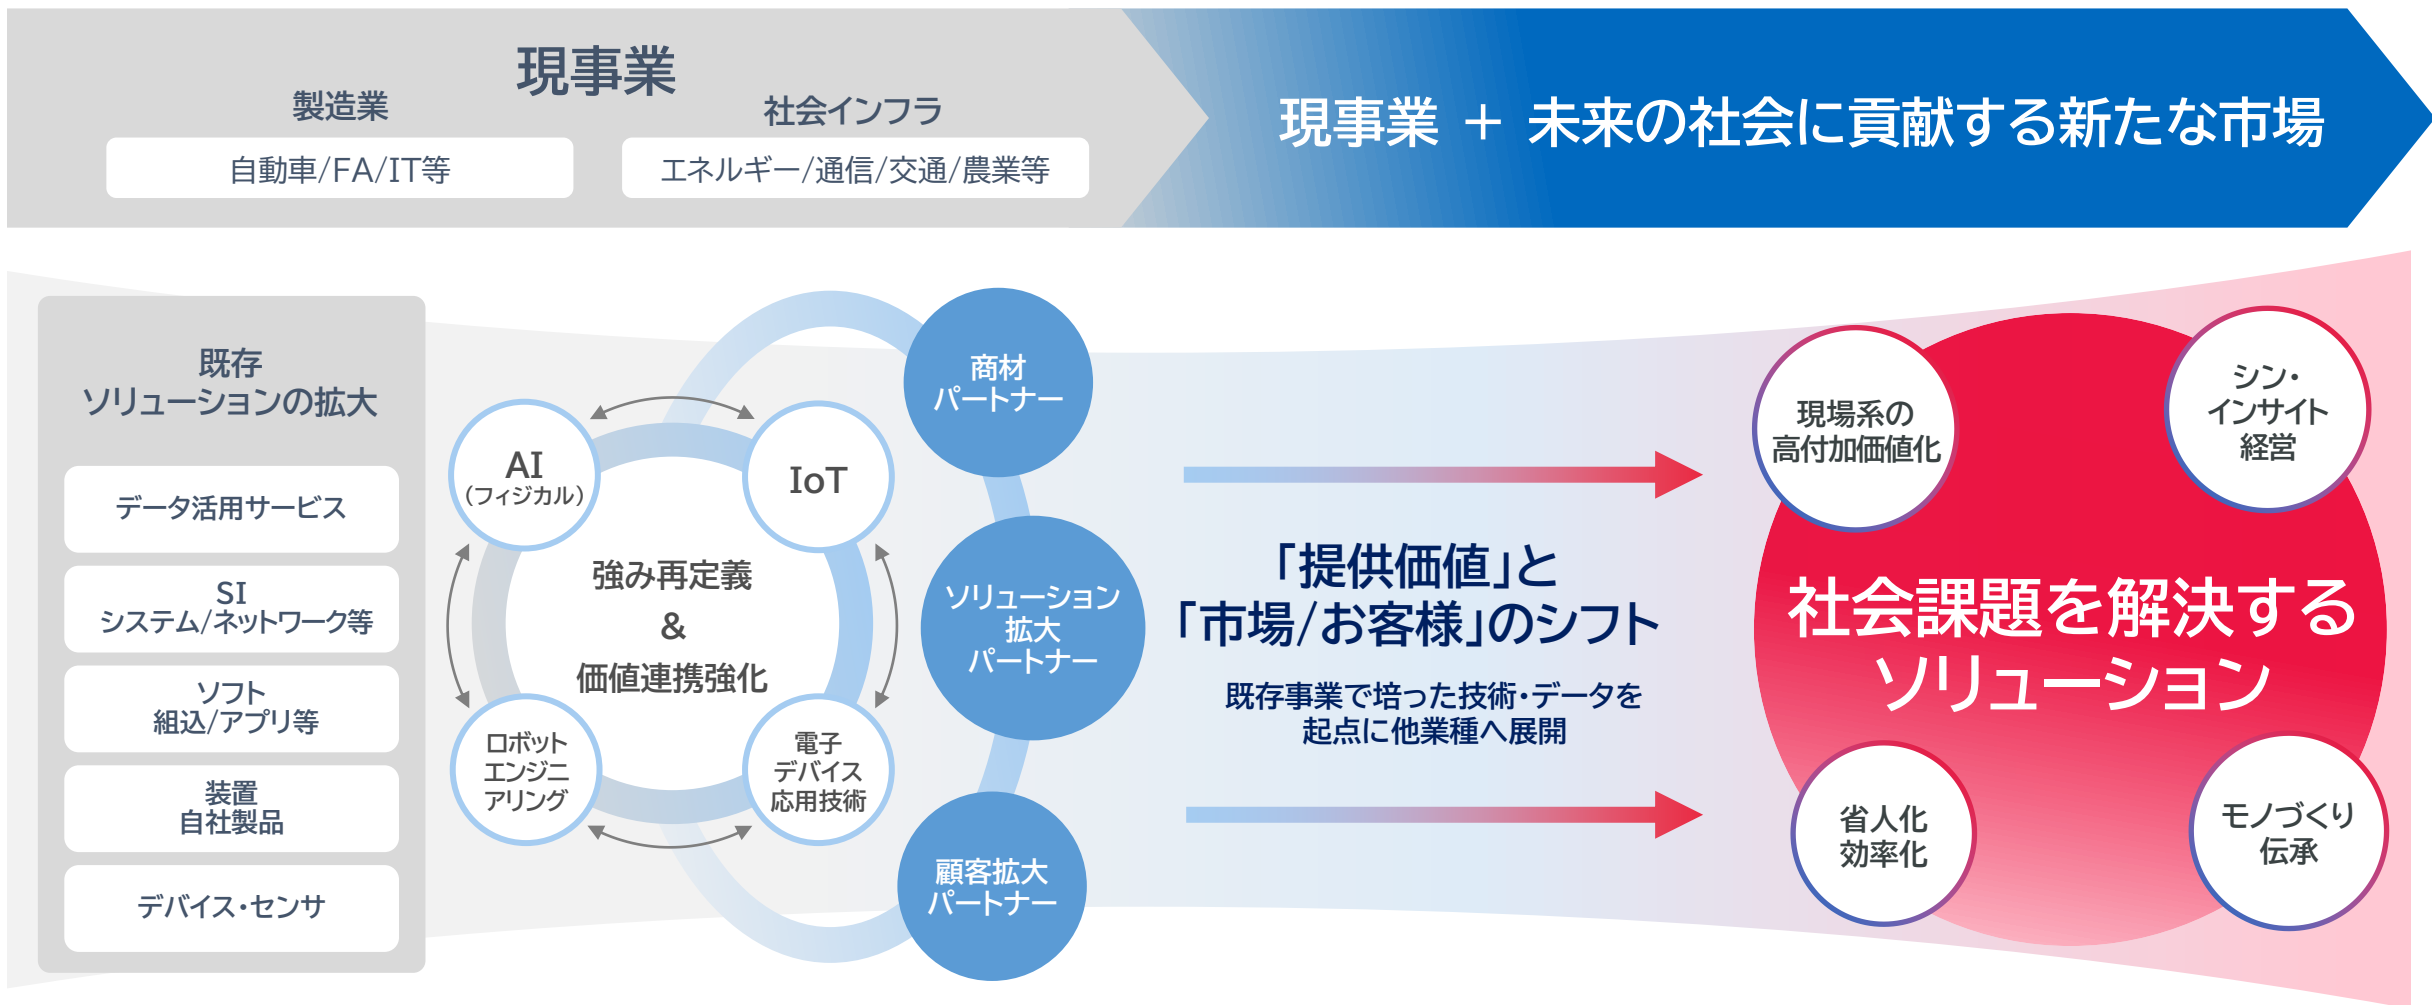 現事業
製造業
社会インフラ
自動車/FA/IT等
エネルギー/通信/交通/農業等
現事業 ＋ 未来の社会に貢献する新たな市場
既存
ソリューションの拡大
データ活用サービス
SI
システム/ネットワーク等
ソフト
組込/アプリ等
装置
自社製品
デバイス・センサ
AI
（フィジカル）
IoT
強み再定義
&
価値連携強化
ロボット
エンジニ
アリング
電子
デバイス
応用技術
商材
パートナー
ソリューション
拡大
パートナー
顧客拡大
パートナー
「提供価値」と
「市場/お客様」のシフト
既存事業で培った技術・データを
起点に他業種へ展開
現場系の
高付加価値化
シン・
インサイト
経営
社会課題を解決する
ソリューション
省人化
効率化
モノづくり
伝承